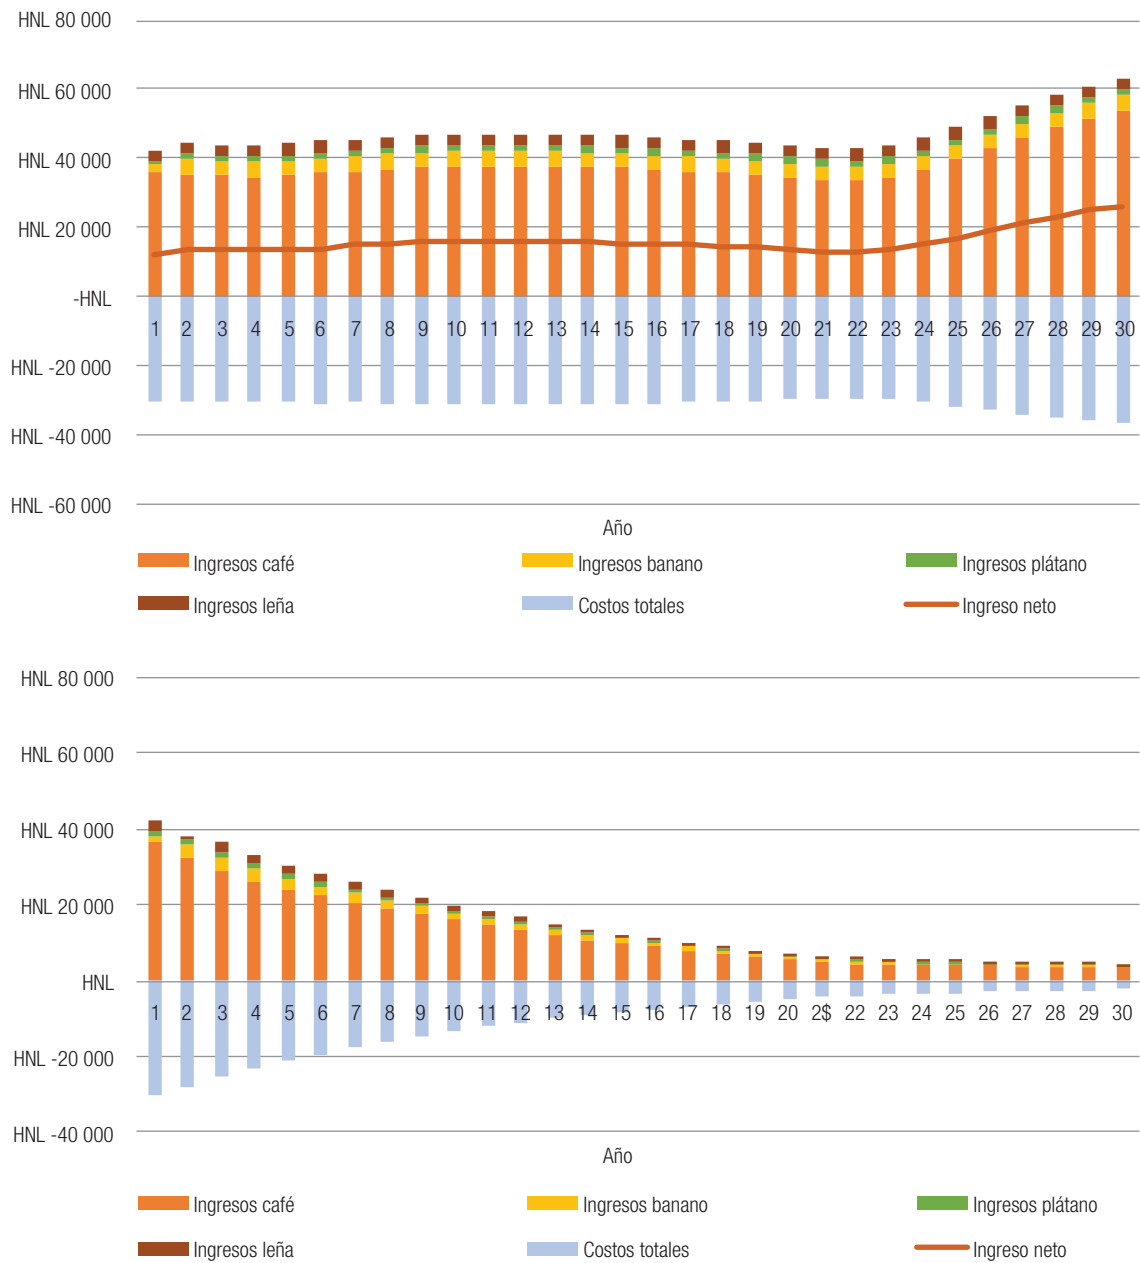 HNL 80 000
HNL 60 000
HNL 40 000
HNL 20 000
-HNL
1 2 3 4 5 6 7 8 9 10 11 12 13 14 15 16 17 18 19 20 21 22 23 24 25 26 27 28 29 30
HNL -20 000
HNL -40 000
HNL -60 000
Año
Ingresos café Ingresos banano Ingresos plátano
Ingresos leña Costos totales Ingreso neto
HNL 80 000
HNL 60 000
HNL 40 000
HNL 20 000
HNL
1 2 3 4 5 6 7 8 9 10 11 12 13 14 15 16 17 18 19 20 2$ 22 23 24 25 26 27 28 29 30
HNL -20 000
HNL -40 000
Año
Ingresos café Ingresos banano Ingresos plátano
Ingresos leña Costos totales Ingreso neto